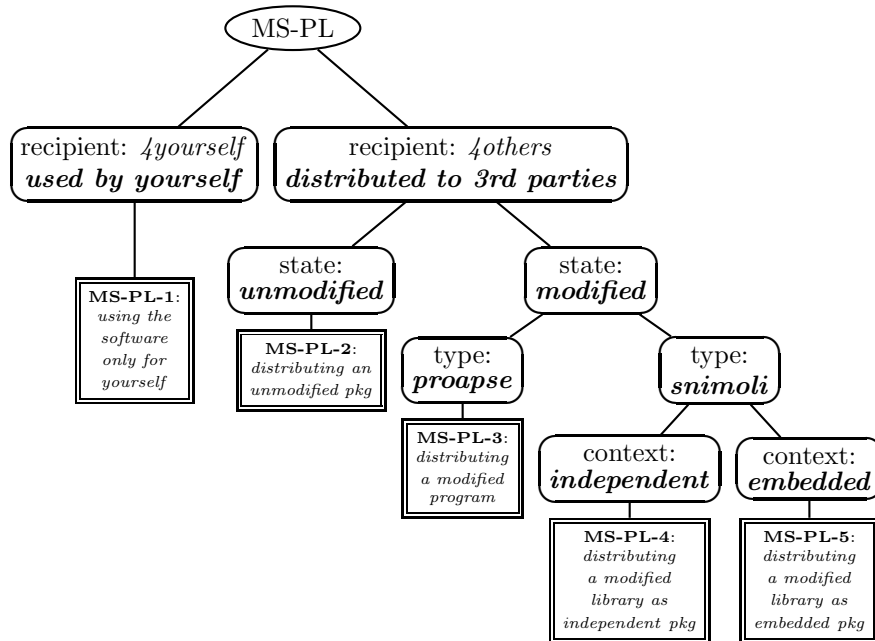 MS-PL
recipient: 4yourself
used by yourself
recipient: 4others
distributed to 3rd parties
MS-PL-1:
using the
software
only for
yourself
state:
unmodified
state:
modified
MS-PL-2:
distributing an
unmodified pkg
type:
proapse
type:
snimoli
MS-PL-3:
distributing
a modified
program
context:
independent
context:
embedded
MS-PL-4:
distributing
a modified
library as
independent pkg
MS-PL-5:
distributing
a modified
library as
embedded pkg